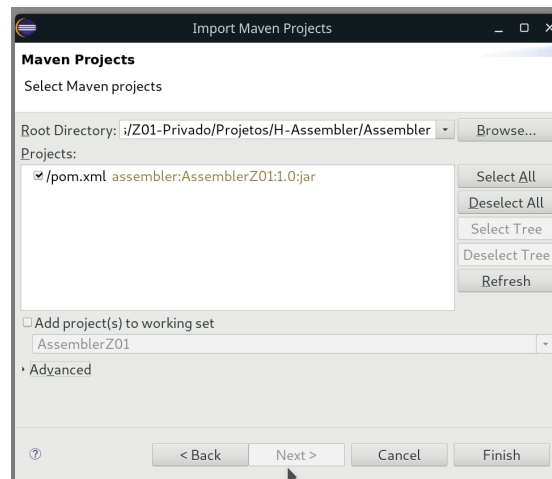 Import Maven Projects
Maven Projects
Select Maven projects
Root Directory: ;/Z01-Privado/Projetos/H-Assembler/Assembler Browse...
Projects:
/pom.xml assembler:AssemblerZ01:1.0:jar
Select All
Deselect All
Select Tree
Deselect Tree
Refresh
Add project(s) to working set
AssemblerZ01
Advanced
? < Back Next > Cancel Finish